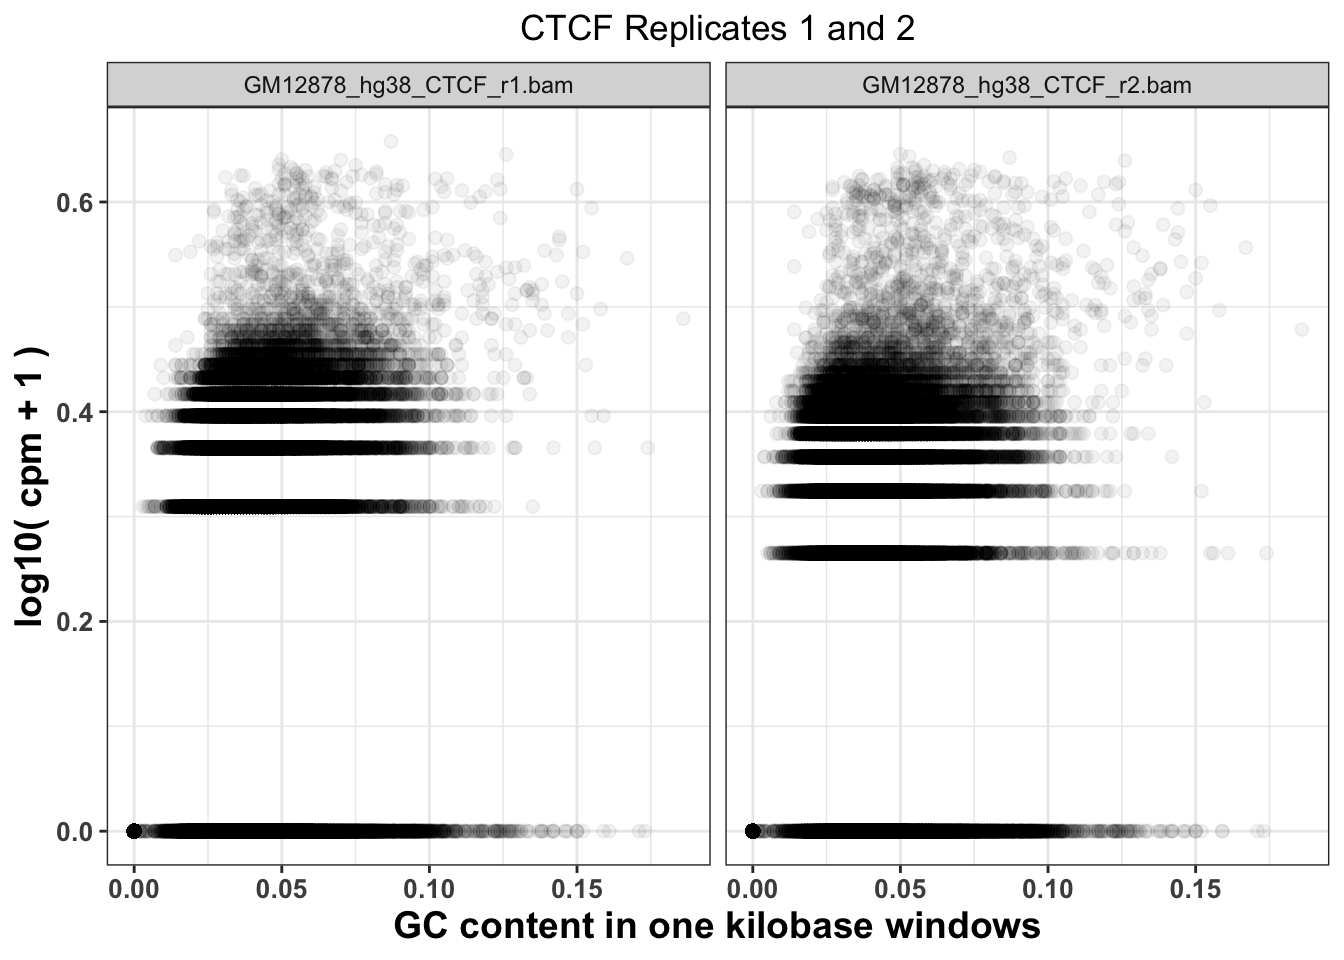 CTCF Replicates 1 and 2
GM12878_hg38_CTCF_r1.bam
GM12878_hg38_CTCF_r2.bam
log10( cpm + 1 )
0.6
0.4
0.2
0.0
0.00 0.05 0.10 0.15
0.00 0.05 0.10 0.15
GC content in one kilobase windows